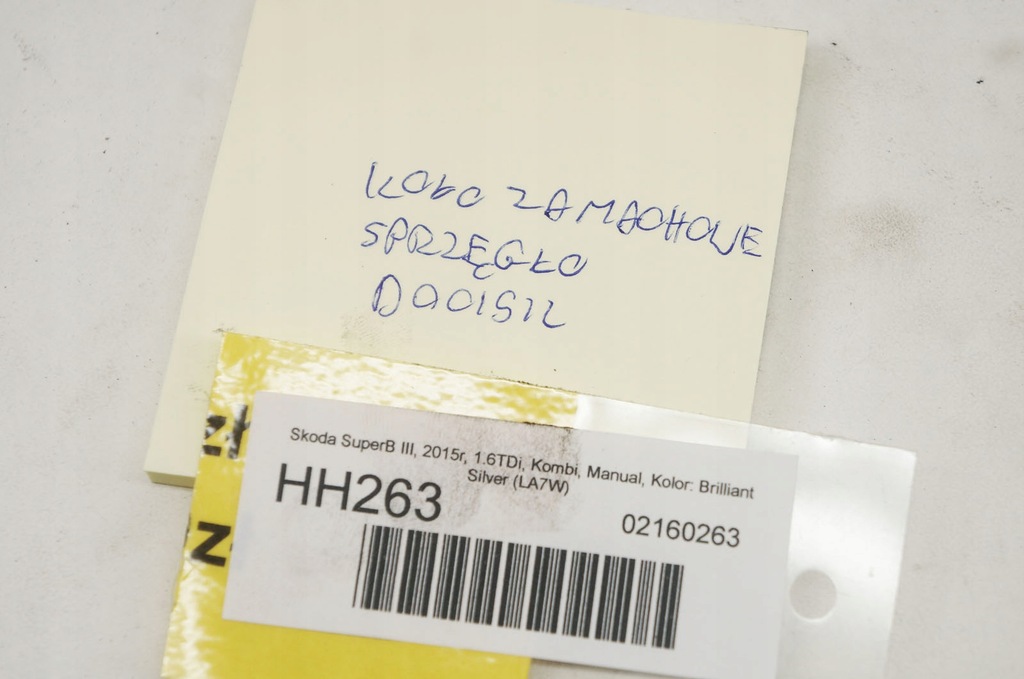 KOŁO ZAMACHOWE
SPRZĘGŁO
DOCISK
Skoda SuperB III, 2015r, 1.6TDi, Kombi, Manual, Kolor: Brilliant
Silver (LA7W)
HH263
02160263